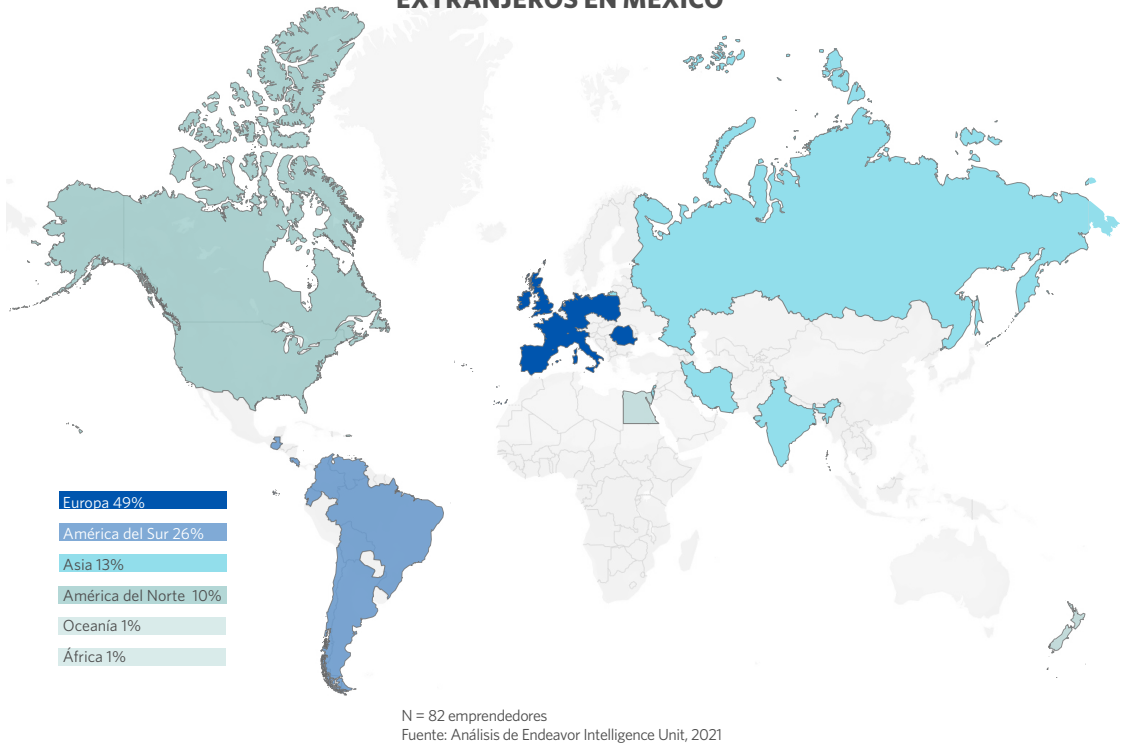 EXTRANJEROS EN MÉXICO
Europa 49%
América del Sur 26%
Asia 13%
América del Norte 10%
Oceanía 1%
África 1%
N = 82 emprendedores
Fuente: Análisis de Endeavor Intelligence Unit, 2021